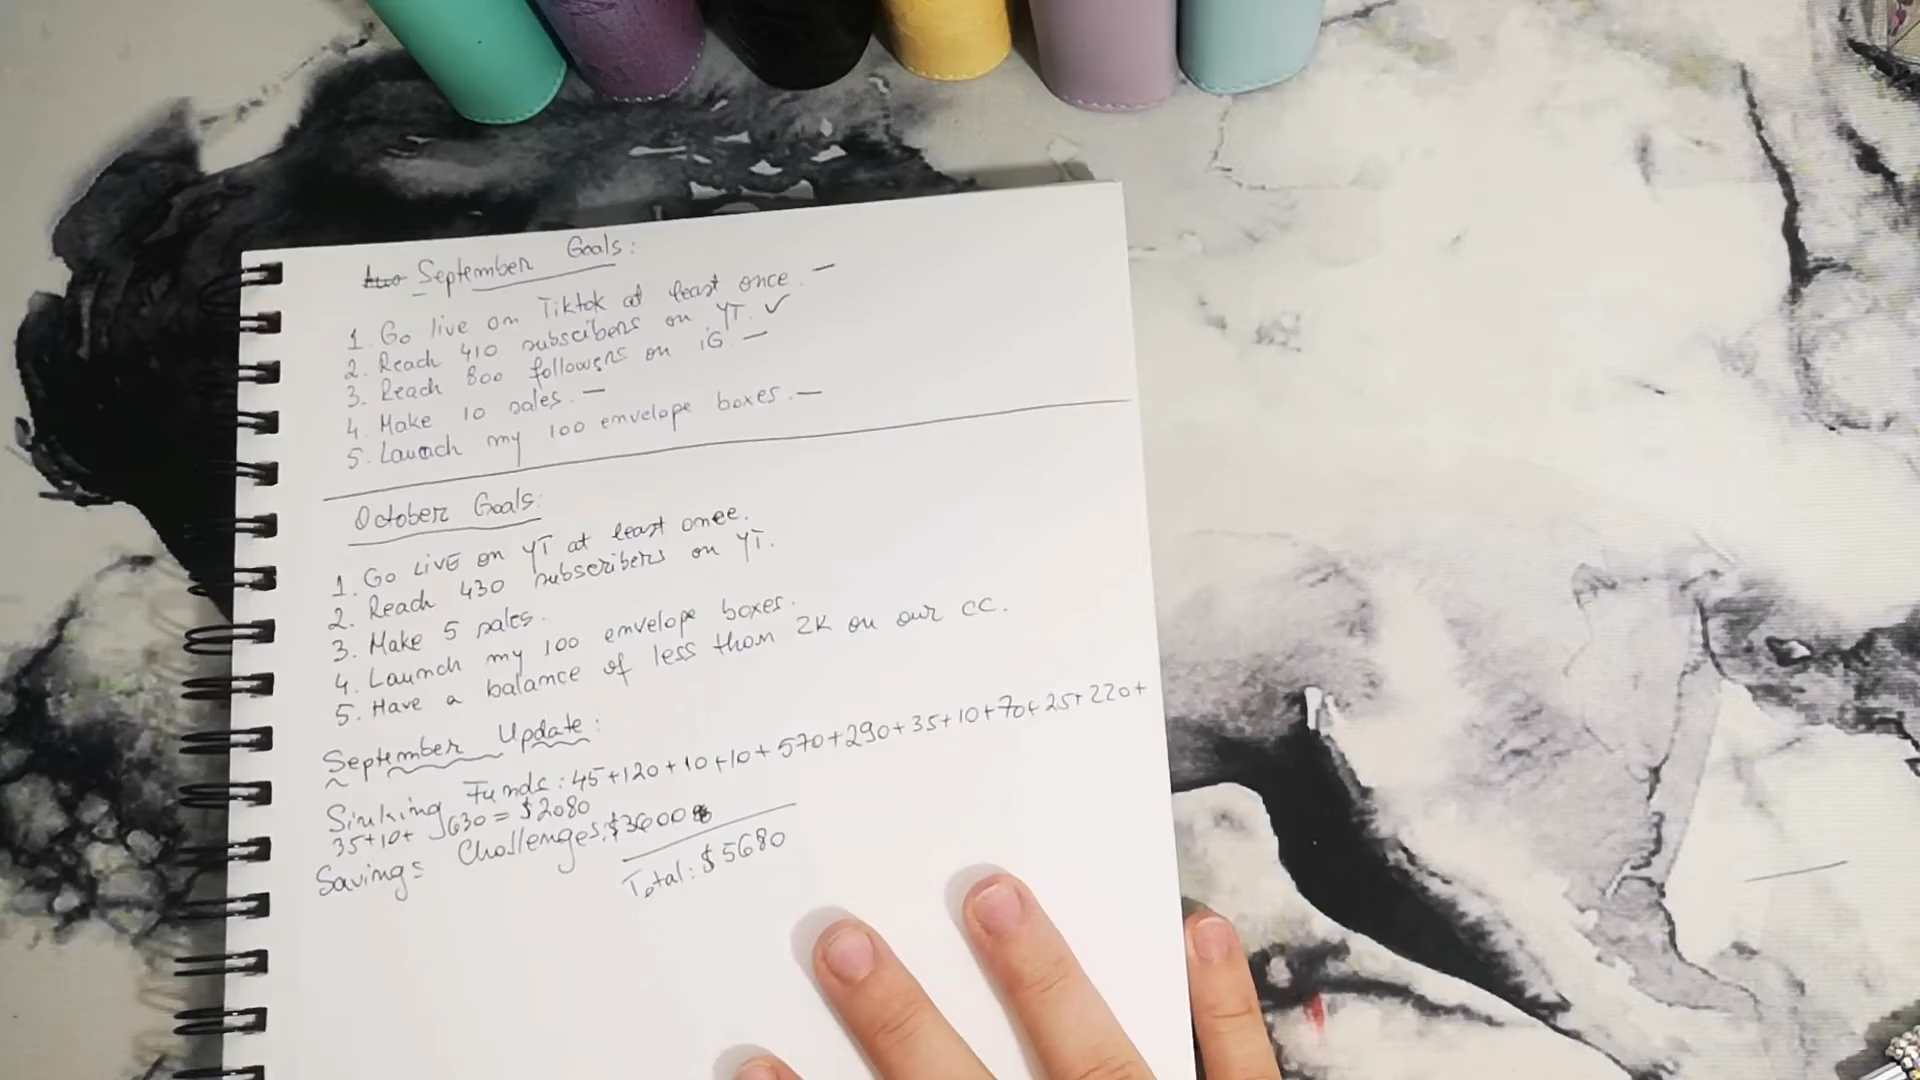 September Goals:
1. Go live on Tiktok at least once. —
2. Reach 410 subscibers on YT. ✓
3. Reach 800 followers on iG. —
4. Make 10 sales. —
5. Launch my 100 envelope boxes. —
October Goals:
1. Go LiVE on YT at least once.
2. Reach 430 subscribers on YT.
3. Make 5 sales.
4. Launch my 100 envelope boxes.
5. Have a balance of less than 2K on our CC.
September Update:
Sinking Funds: 45+120+10+10+570+290+35+10+70+25+220+
35+10+630 = $2080
Savings Challenges: $3600
Total: $5680